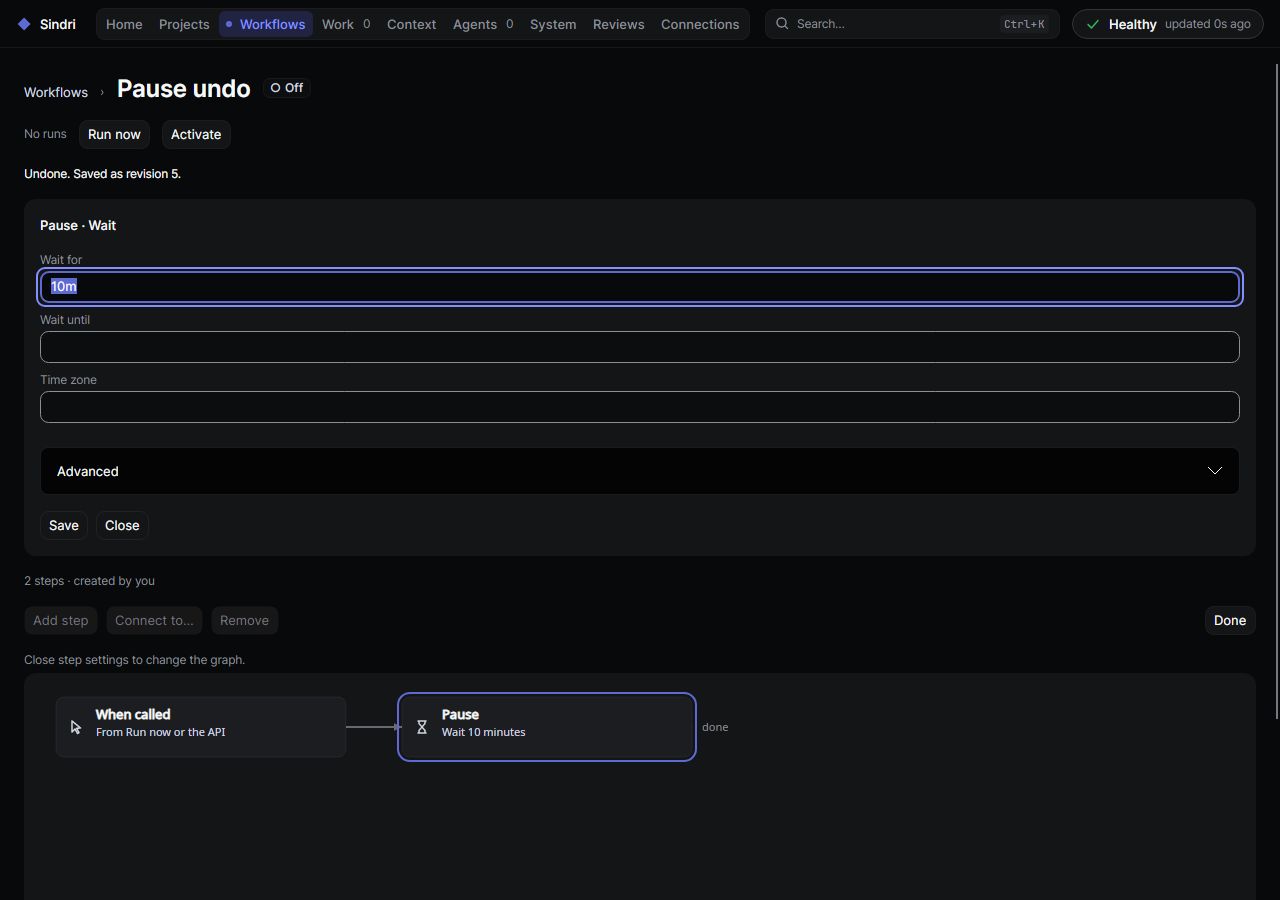 Sindri
Home Projects Workflows Work 0 Context Agents 0 System Reviews Connections
Search... Ctrl+K
Healthy updated 0s ago
Workflows › Pause undo Off
No runs Run now Activate
Undone. Saved as revision 5.
Pause · Wait
Wait for
10m
Wait until
Time zone
Advanced
Save Close
2 steps · created by you
Add step Connect to... Remove Done
Close step settings to change the graph.
When called
From Run now or the API
Pause
Wait 10 minutes
done